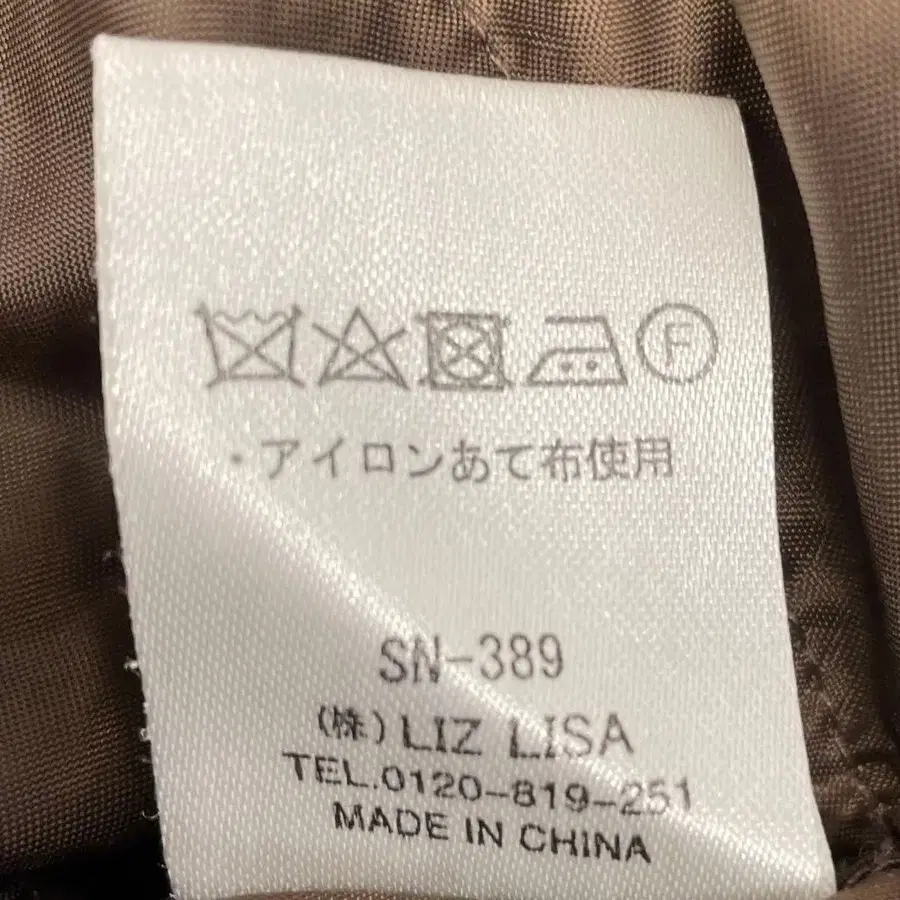 F
・アイロンあて布使用
SN-389
(株) LIZ LISA
TEL.0120-819-251
MADE IN CHINA